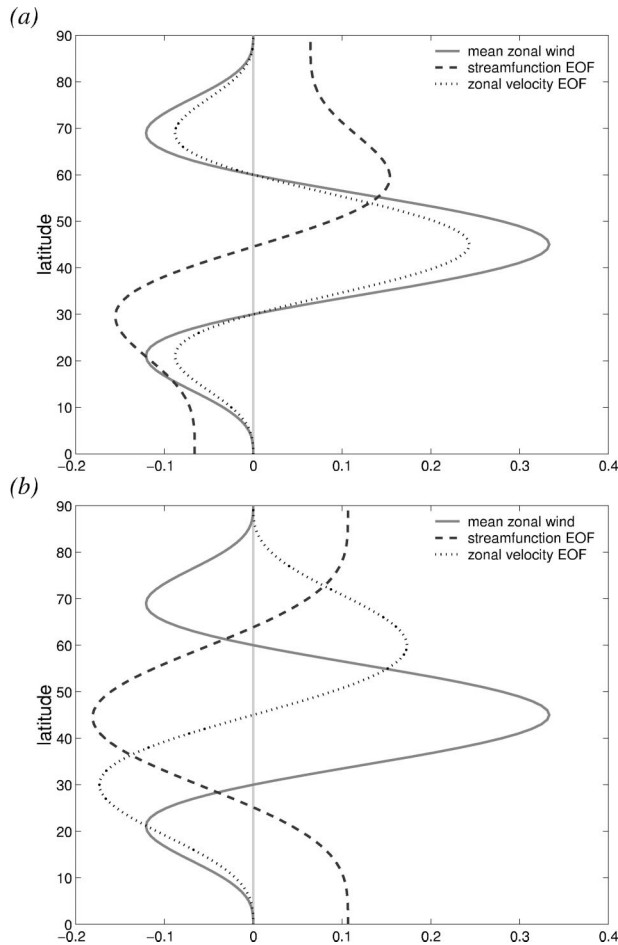 (a)
90
80
70
60
50
40
30
20
10
0
latitude
mean zonal wind
streamfunction EOF
zonal velocity EOF
−0.2 −0.1 0 0.1 0.2 0.3 0.4
(b)
90
80
70
60
50
40
30
20
10
0
latitude
mean zonal wind
streamfunction EOF
zonal velocity EOF
−0.2 −0.1 0 0.1 0.2 0.3 0.4